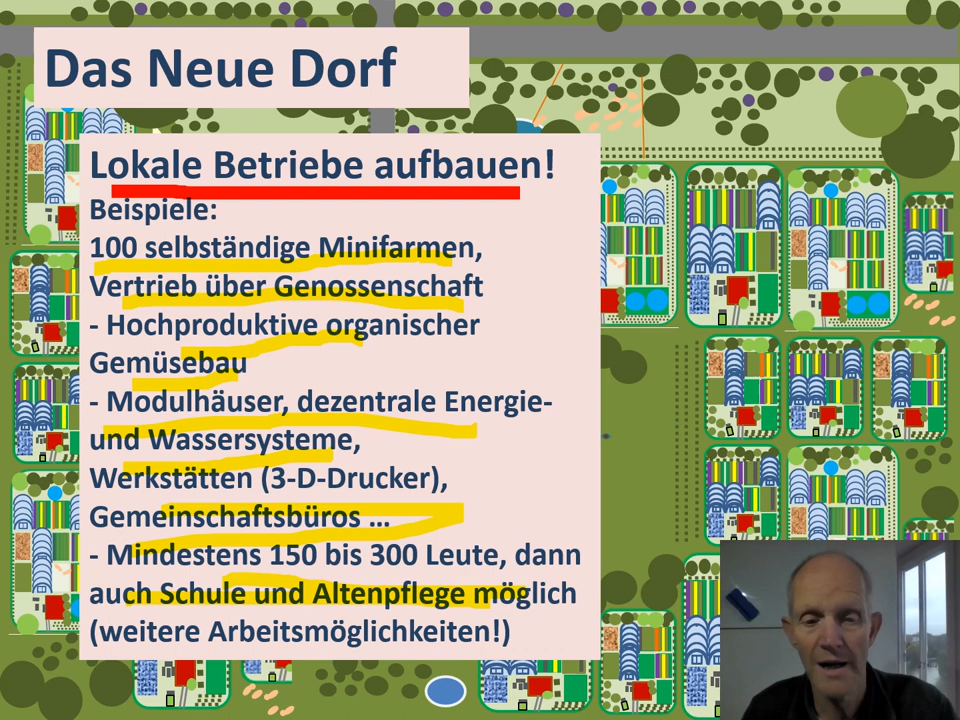 Das Neue Dorf
Lokale Betriebe aufbauen!
Beispiele:
100 selbständige Minifarmen,
Vertrieb über Genossenschaft
- Hochproduktive organischer
Gemüsebau
- Modulhäuser, dezentrale Energie-
und Wassersysteme,
Werkstätten (3-D-Drucker),
Gemeinschaftsbüros ...
- Mindestens 150 bis 300 Leute, dann
auch Schule und Altenpflege möglich
(weitere Arbeitsmöglichkeiten!)